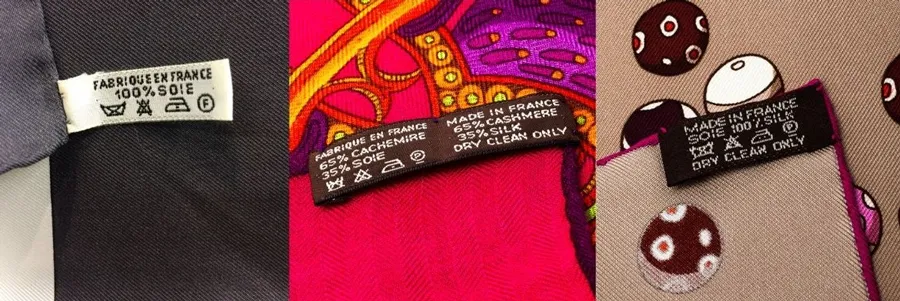 FABRIQUE EN FRANCE
100% SOIE
F
FABRIQUE EN FRANCE
65% CACHEMIRE
35% SOIE
MADE IN FRANCE
65% CASHMERE
35% SILK
DRY CLEAN ONLY
MADE IN FRANCE
SOIE 100% SILK
DRY CLEAN ONLY